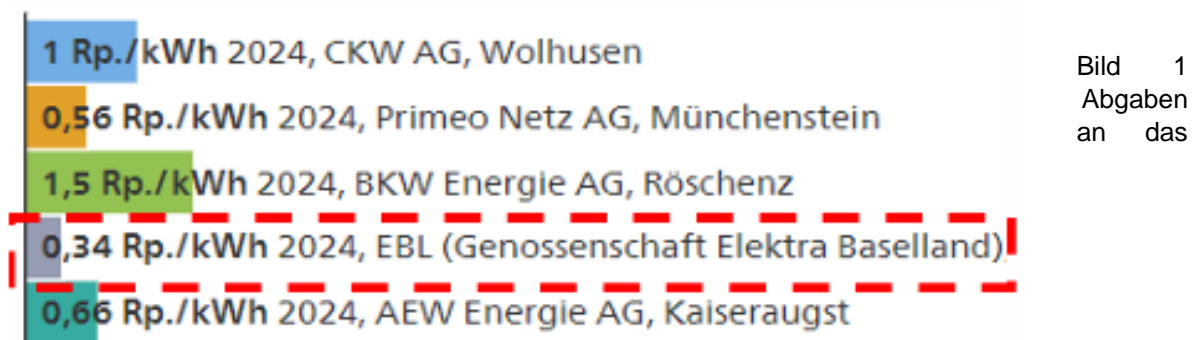 1 Rp./kWh 2024, CKW AG, Wolhusen
0,56 Rp./kWh 2024, Primeo Netz AG, Münchenstein
1,5 Rp./kWh 2024, BKW Energie AG, Röschenz
0,34 Rp./kWh 2024, EBL (Genossenschaft Elektra Baselland)
0,66 Rp./kWh 2024, AEW Energie AG, Kaiseraugst
Bild 1
Abgaben
an das